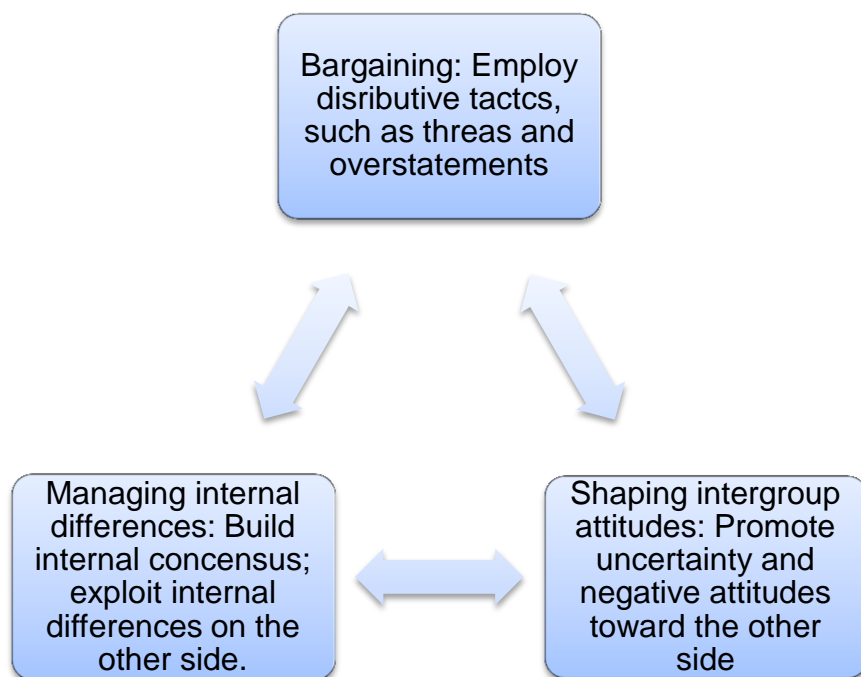 Bargaining: Employ
disributive tactcs,
such as threas and
overstatements
Managing internal
differences: Build
internal concensus;
exploit internal
differences on the
other side.
Shaping intergroup
attitudes: Promote
uncertainty and
negative attitudes
toward the other
side